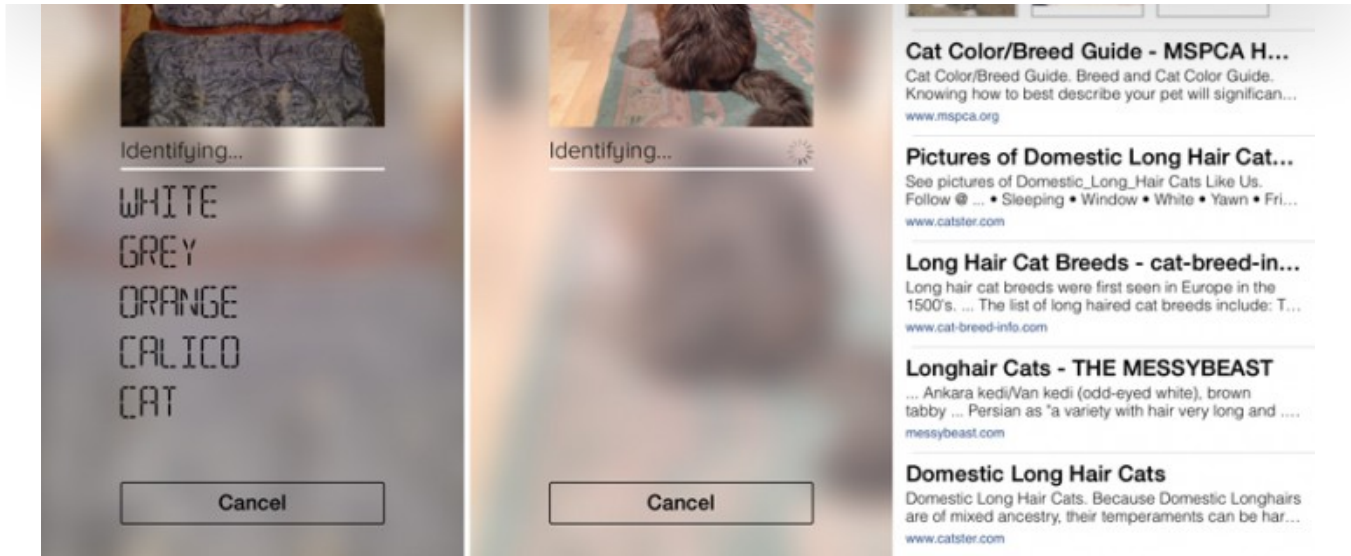 Identifying...
WHITE
GREY
ORANGE
CALICO
CAT
Cancel
Identifying...
Cancel
Cat Color/Breed Guide - MSPCA H...
Cat Color/Breed Guide. Breed and Cat Color Guide.
Knowing how to best describe your pet will significan...
www.mspca.org
Pictures of Domestic Long Hair Cat...
See pictures of Domestic_Long_Hair Cats Like Us.
Follow @ ... • Sleeping • Window • White • Yawn • Fri...
www.catster.com
Long Hair Cat Breeds - cat-breed-in...
Long hair cat breeds were first seen in Europe in the
1500's. ... The list of long haired cat breeds include: T...
www.cat-breed-info.com
Longhair Cats - THE MESSYBEAST
... Ankara kedi/Van kedi (odd-eyed white), brown
tabby ... Persian as "a variety with hair very long and ....
messybeast.com
Domestic Long Hair Cats
Domestic Long Hair Cats. Because Domestic Longhairs
are of mixed ancestry, their temperaments can be har...
www.catster.com